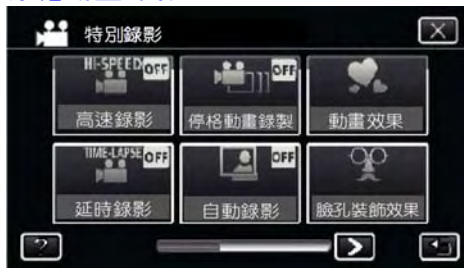 特別錄影
HI-SPEED OFF
OFF
高速錄影
停格動畫錄製
動畫效果
TIME-LAPSE OFF
OFF
延時錄影
自動錄影
臉孔裝飾效果
?